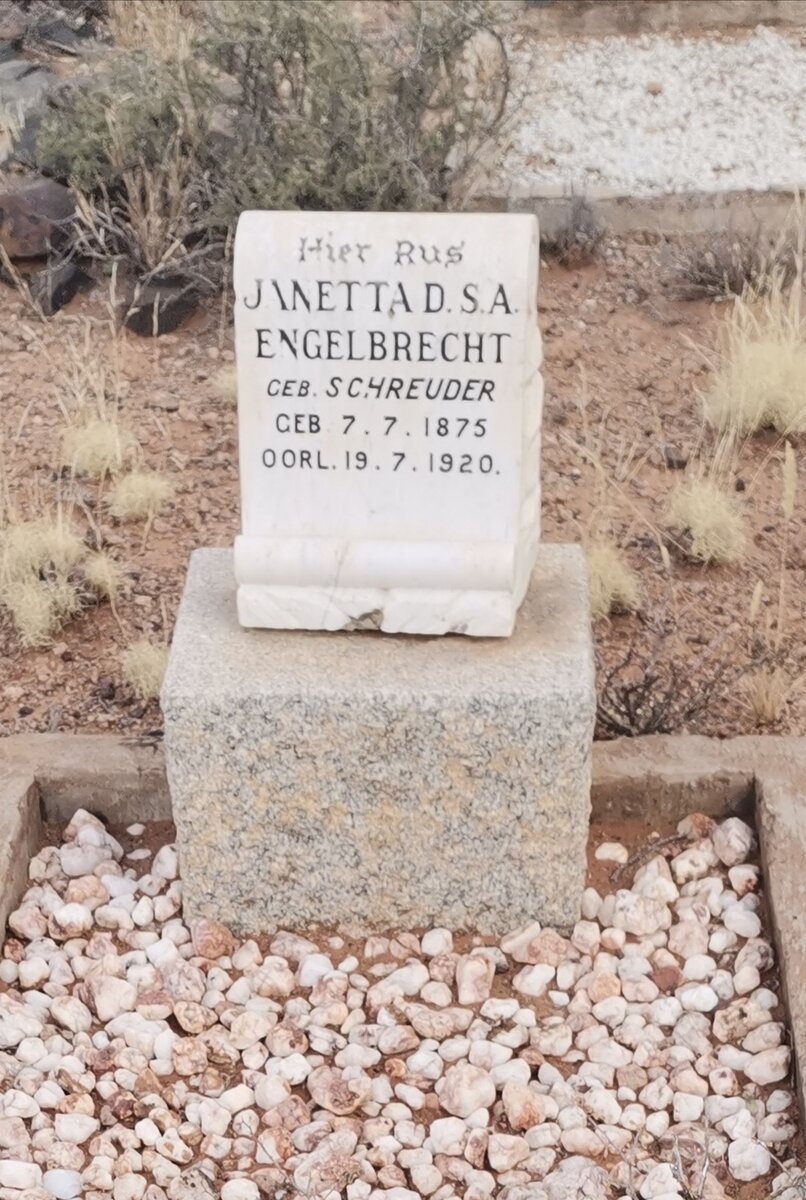 Hier Rus
JANETTA D. S. A.
ENGELBRECHT
GEB. SCHREUDER
GEB 7. 7. 1875
OORL. 19. 7. 1920.